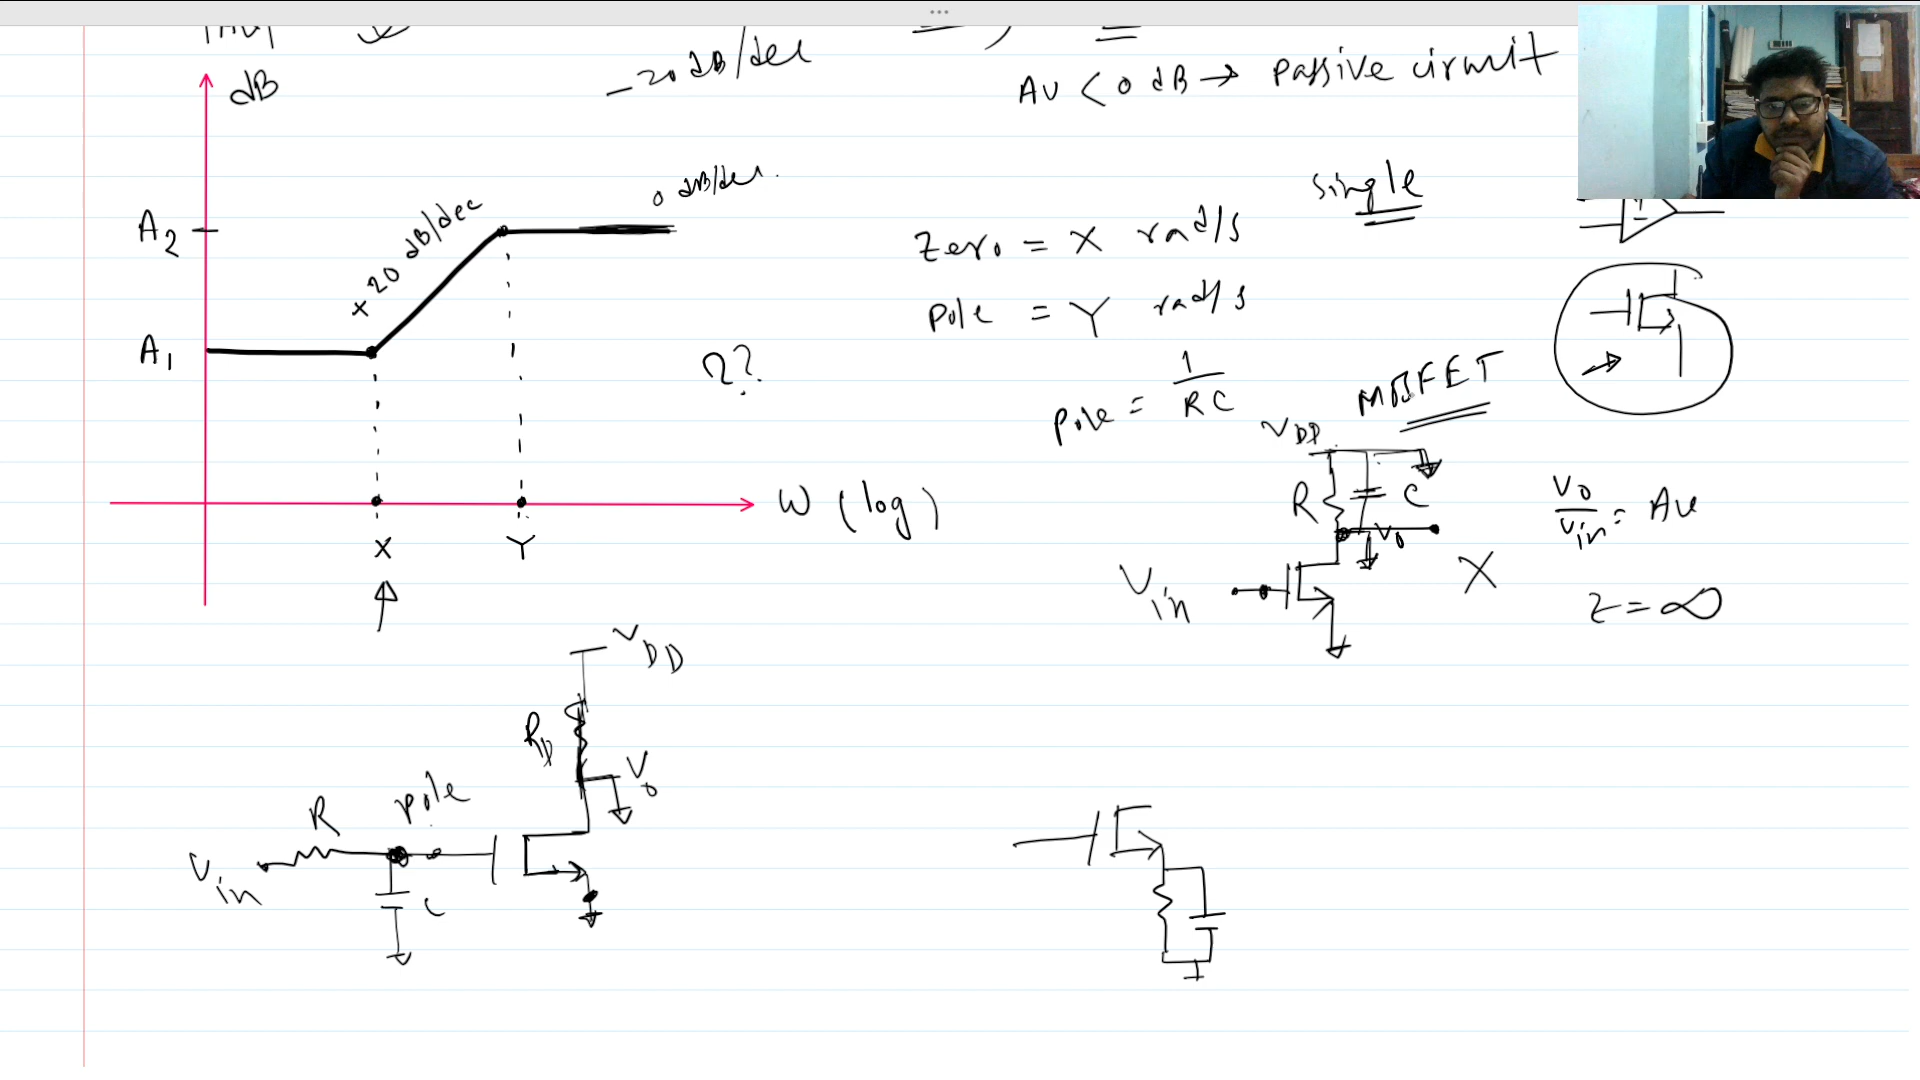 dB
-20 dB/dec
Av < 0 dB → passive circuit
A2
+20 dB/dec
0 dB/dec.
A1
??
X
Y
W (log)
single
Zero = X rad/s
Pole = Y rad/s
Pole = 1/RC
MOSFET
VDD
R
C
Vo
Vin
X
Vo/Vin = Av
Z = ∞
VDD
RD
Vo
R
pole
Vin
C